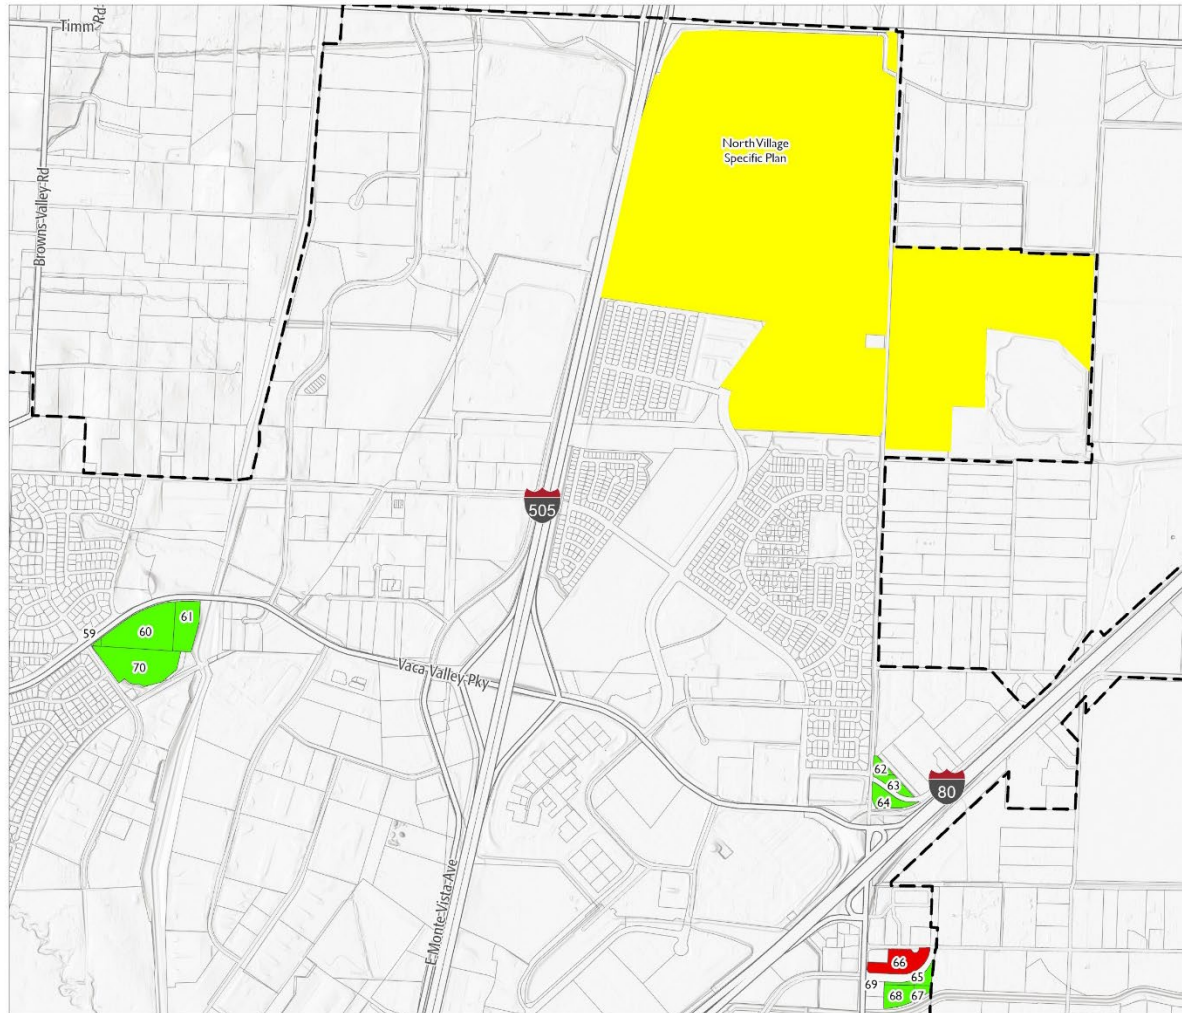 Timm Rd
Browns-Valley-Rd
North Village
Specific Plan
505
59
60
61
70
Vaca-Valley-Pky
62
63
64
80
E-Monte-Vista-Ave
66
65
69
68
67